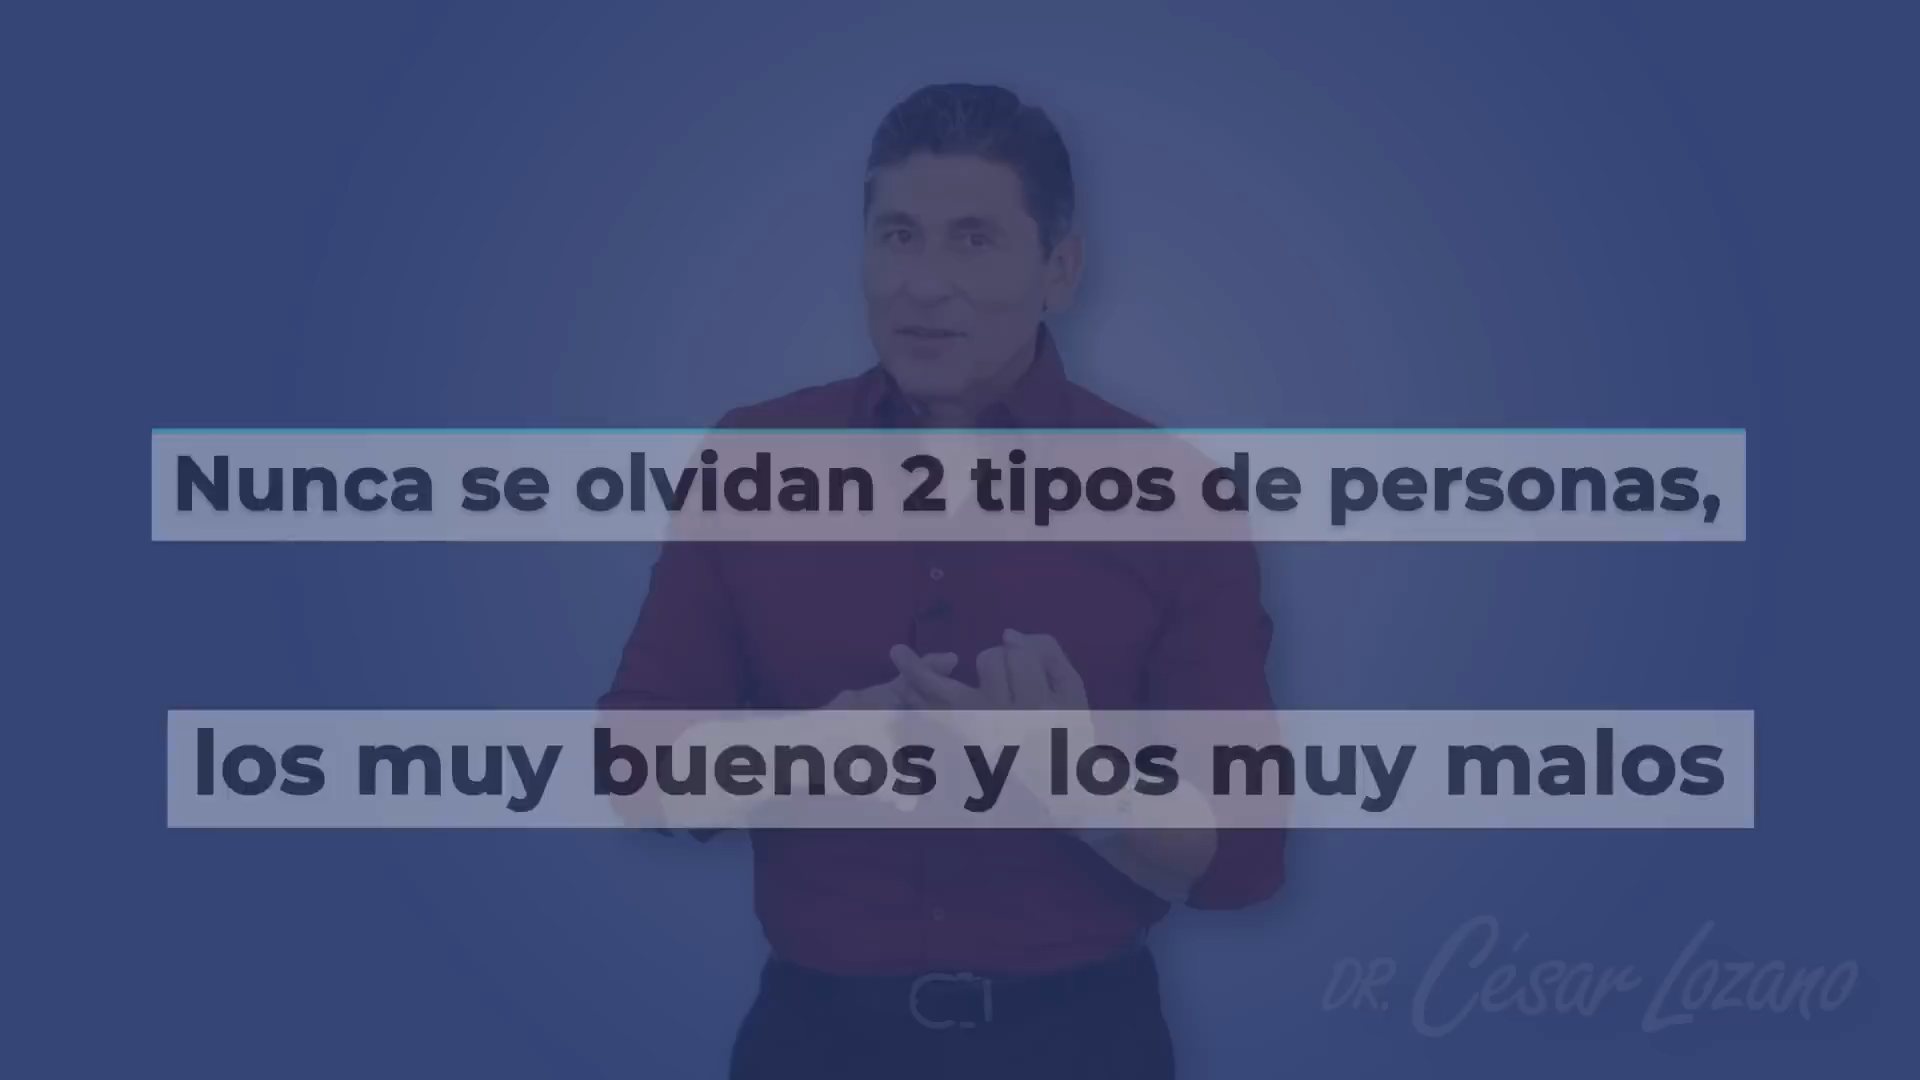 Nunca se olvidan 2 tipos de personas,
los muy buenos y los muy malos
DR. César Lozano